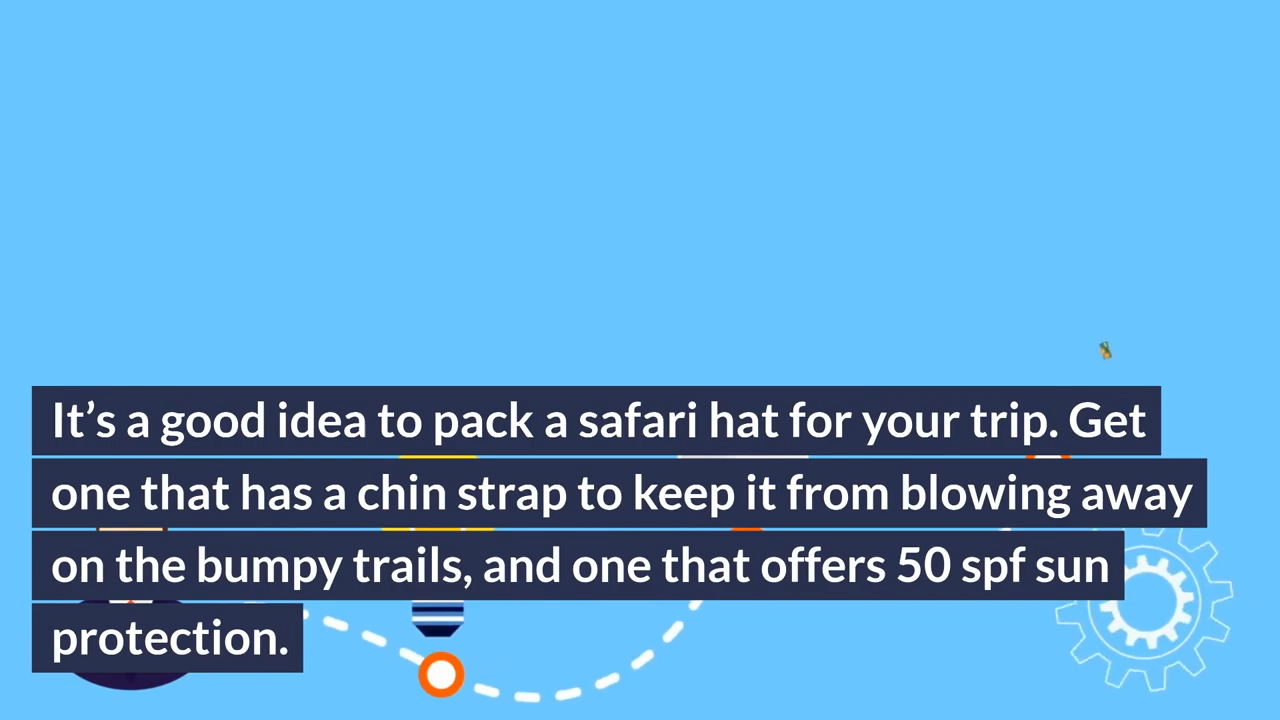 It’s a good idea to pack a safari hat for your trip. Get
one that has a chin strap to keep it from blowing away
on the bumpy trails, and one that offers 50 spf sun
protection.